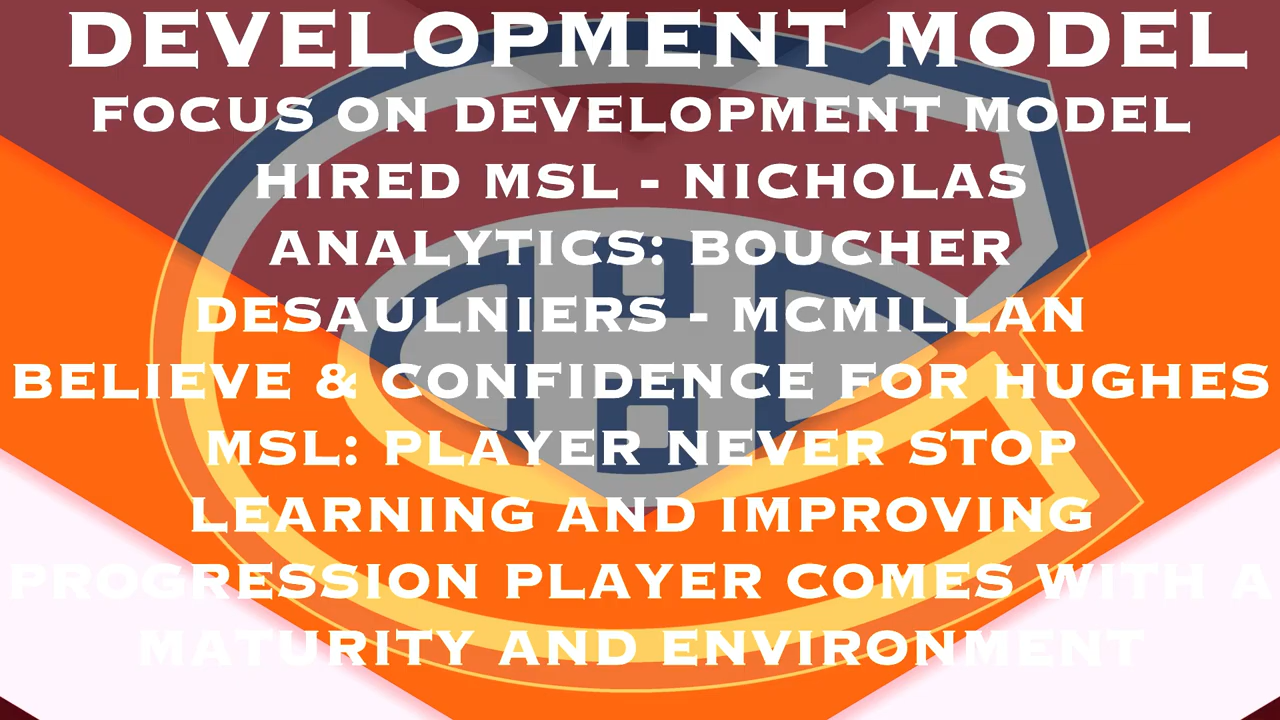 DEVELOPMENT MODEL
FOCUS ON DEVELOPMENT MODEL
HIRED MSL - NICHOLAS
ANALYTICS: BOUCHER
DESAULNIERS - MCMILLAN
BELIEVE & CONFIDENCE FOR HUGHES
MSL: PLAYER NEVER STOP
LEARNING AND IMPROVING
PROGRESSION PLAYER COMES WITH A
MATURITY AND ENVIRONMENT